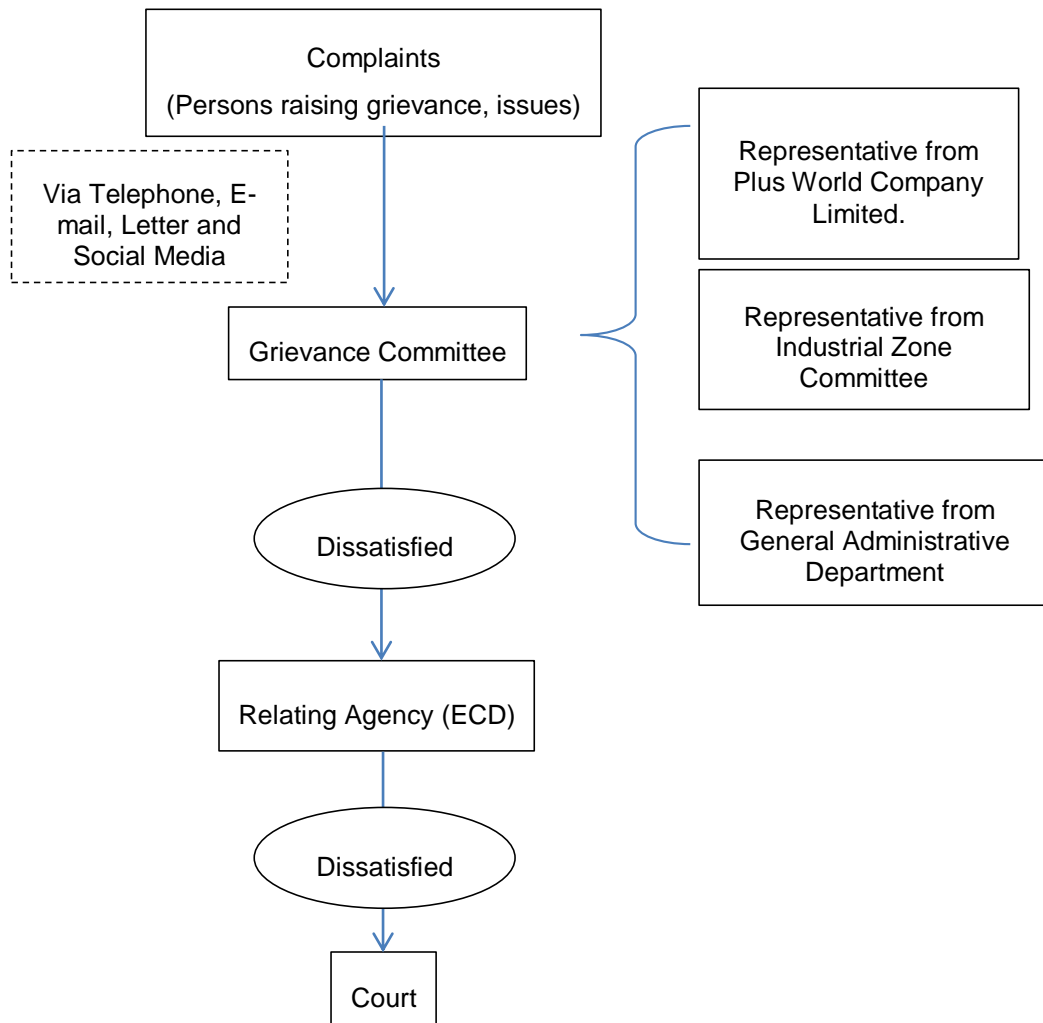 Complaints
(Persons raising grievance, issues)
Via Telephone, E-
mail, Letter and
Social Media
Representative from
Plus World Company
Limited.
Grievance Committee
Representative from
Industrial Zone
Committee
Dissatisfied
Representative from
General Administrative
Department
Relating Agency (ECD)
Dissatisfied
Court